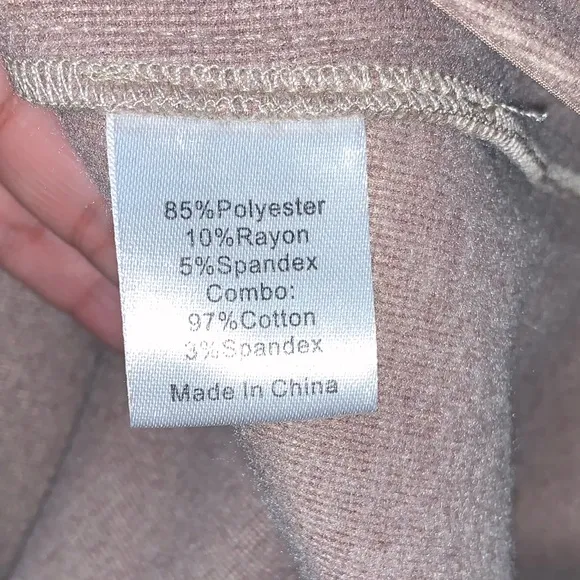 85%Polyester
10%Rayon
5%Spandex
Combo:
97%Cotton
3%Spandex
Made In China